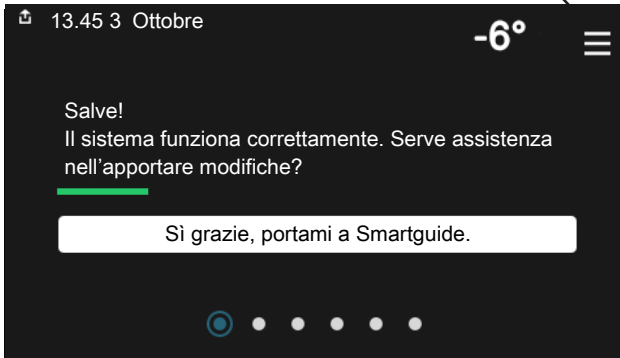 13.45 3 Ottobre
-6°
Salve!
Il sistema funziona correttamente. Serve assistenza
nell’apportare modifiche?
Sì grazie, portami a Smartguide.